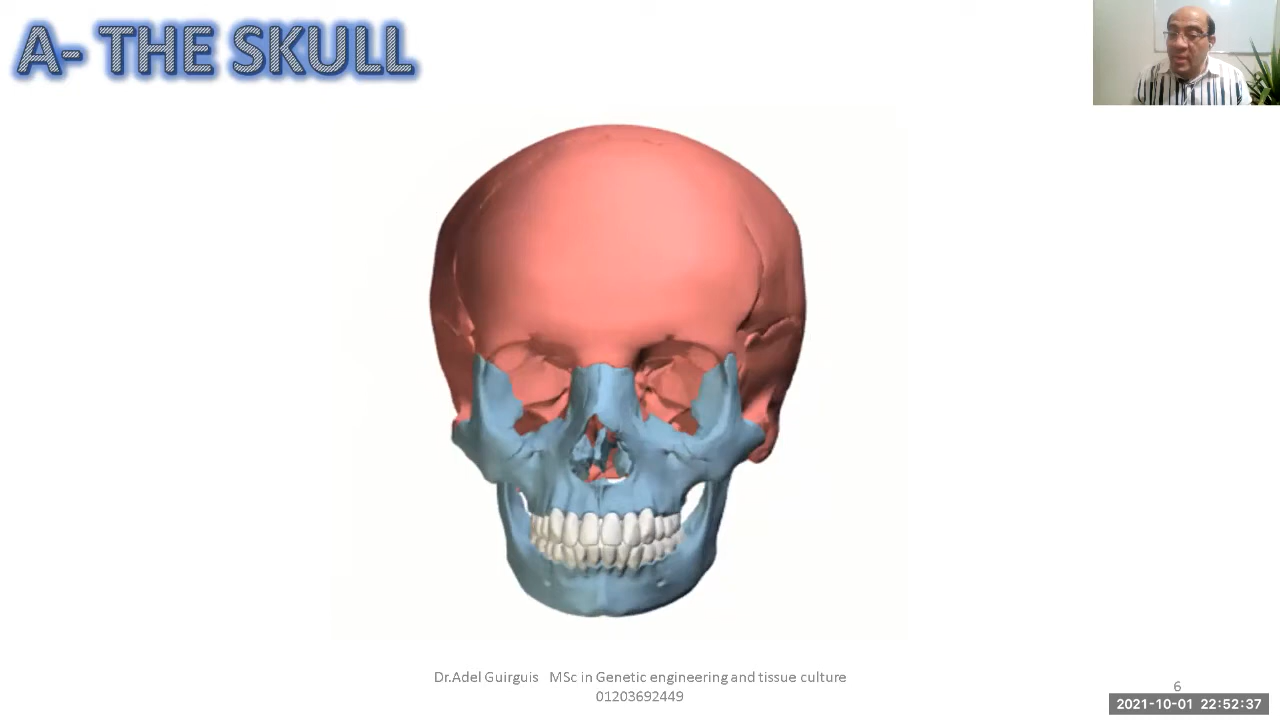 A- THE SKULL
Dr.Adel Guirguis MSc in Genetic engineering and tissue culture
01203692449
6
2021-10-01 22:52:37